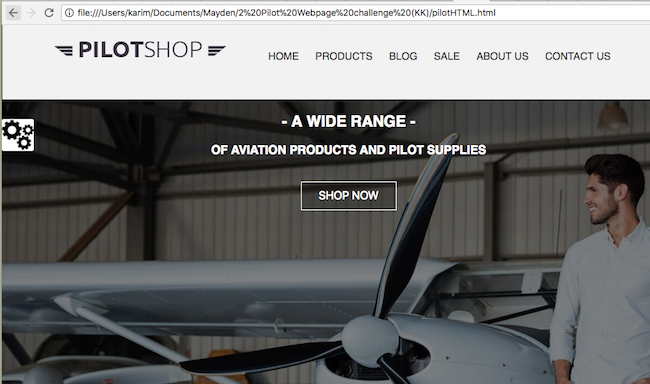 file:///Users/karim/Documents/Mayden/2%20Pilot%20Webpage%20challenge%20(KK)/pilotHTML.html
PILOTSHOP
HOME PRODUCTS BLOG SALE ABOUT US CONTACT US
- A WIDE RANGE -
OF AVIATION PRODUCTS AND PILOT SUPPLIES
SHOP NOW